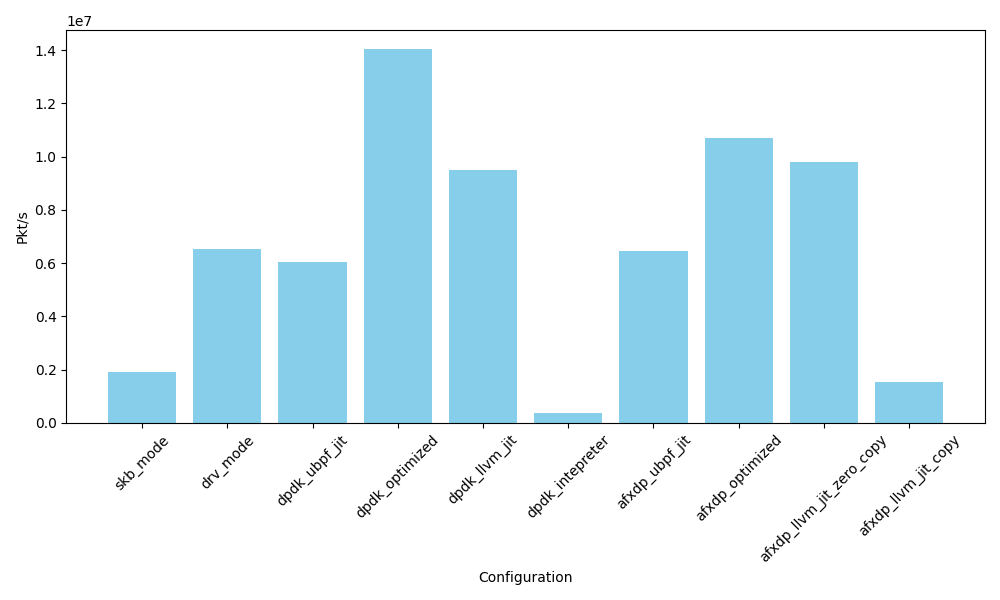 1e7
1.4
1.2
1.0
0.8
0.6
0.4
0.2
0.0
Pkt/s
skb_mode
drv_mode
dpdk_ubpf_jit
dpdk_optimized
dpdk_llvm_jit
dpdk_intepreter
afxdp_ubpf_jit
afxdp_optimized
afxdp_llvm_jit_zero_copy
afxdp_llvm_jit_copy
Configuration